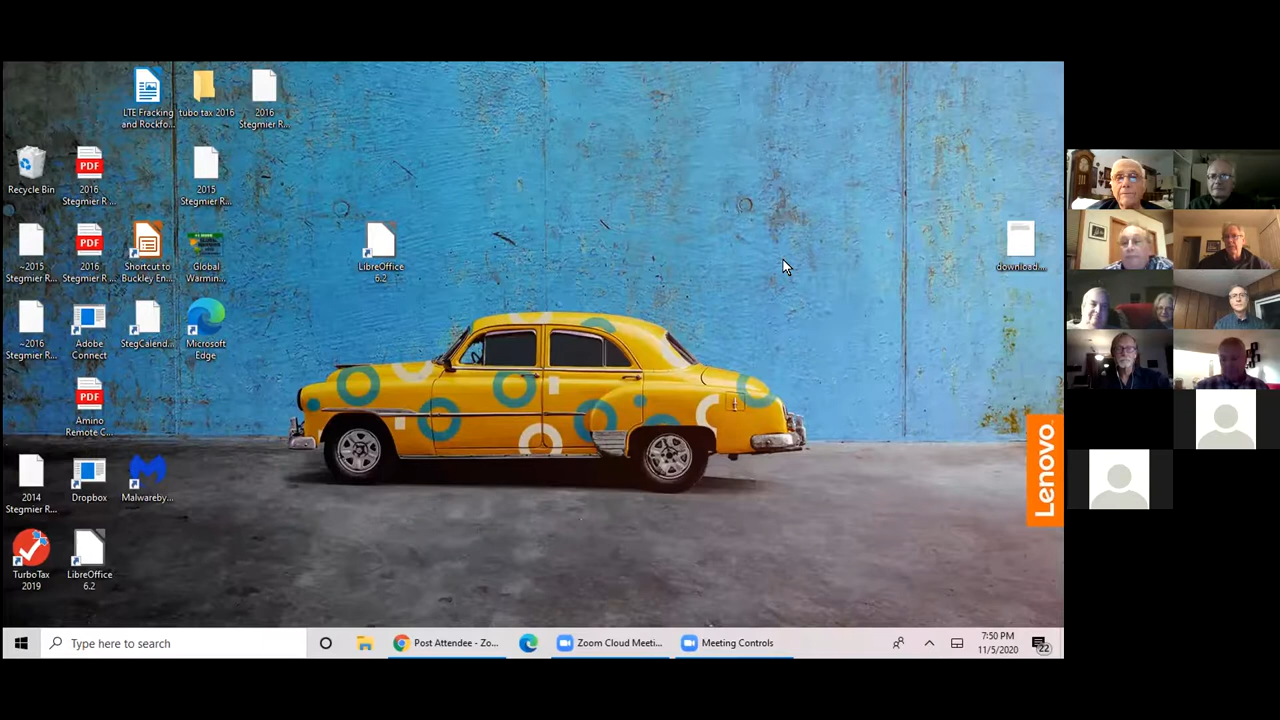 LTE Fracking
and Rockfo...
tubo tax 2016
2016
Stegmier R...
Recycle Bin
PDF
2016
Stegmier R...
2015
Stegmier R...
~2015
Stegmier R...
PDF
2016
Stegmier R...
Shortcut to
Buckley En...
Global
Warmin...
LibreOffice
6.2
download....
~2016
Stegmier R...
Adobe
Connect
StegCalend...
Microsoft
Edge
PDF
Amino
Remote C...
2014
Stegmier R...
Dropbox
Malwareby...
TurboTax
2019
LibreOffice
6.2
Lenovo
Type here to search
Post Attendee - Zo...
Zoom Cloud Meeti...
Meeting Controls
7:50 PM
11/5/2020
22